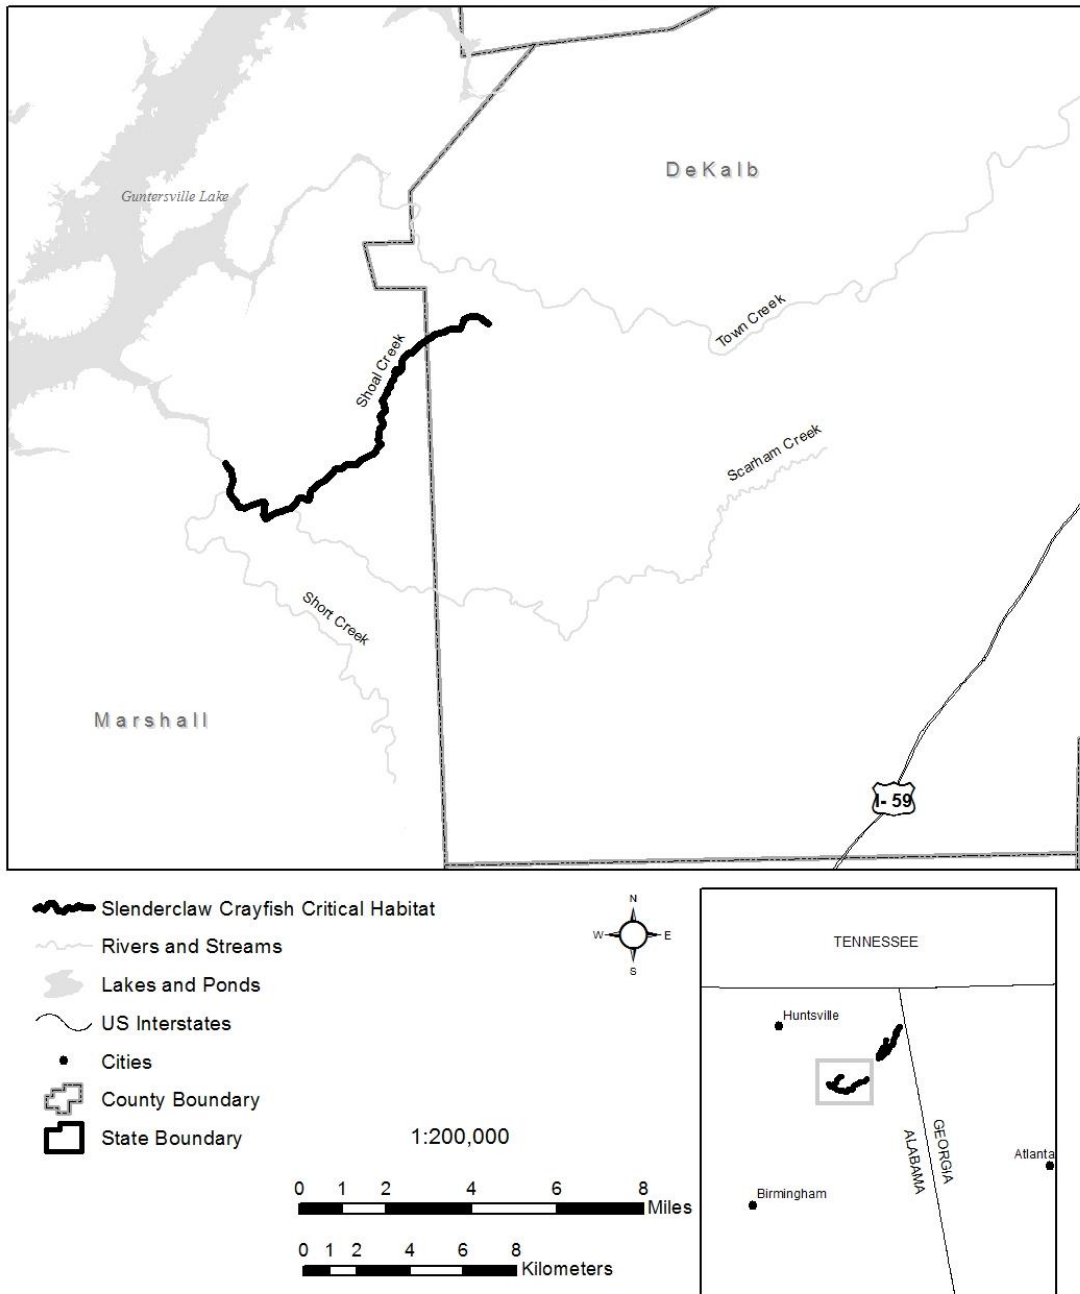 DeKalb
Guntersville Lake
Town Creek
Shoal Creek
Scarham Creek
Short Creek
Marshall
I- 59
Slenderclaw Crayfish Critical Habitat
Rivers and Streams
Lakes and Ponds
US Interstates
Cities
County Boundary
State Boundary
N
W E
S
1:200,000
0 1 2 4 6 8
Miles
0 1 2 4 6 8
Kilometers
TENNESSEE
Huntsville
GEORGIA
ALABAMA
Atlanta
Birmingham